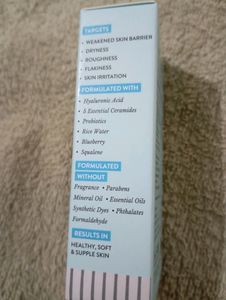 TARGETS
• WEAKENED SKIN BARRIER
• DRYNESS
• ROUGHNESS
• FLAKINESS
• SKIN IRRITATION
FORMULATED WITH
• Hyaluronic Acid
• 5 Essential Ceramides
• Probiotics
• Rice Water
• Blueberry
• Squalene
FORMULATED
WITHOUT
Fragrance • Parabens
Mineral Oil • Essential Oils
Synthetic Dyes • Phthalates
Formaldehyde
RESULTS IN
HEALTHY, SOFT
& SUPPLE SKIN